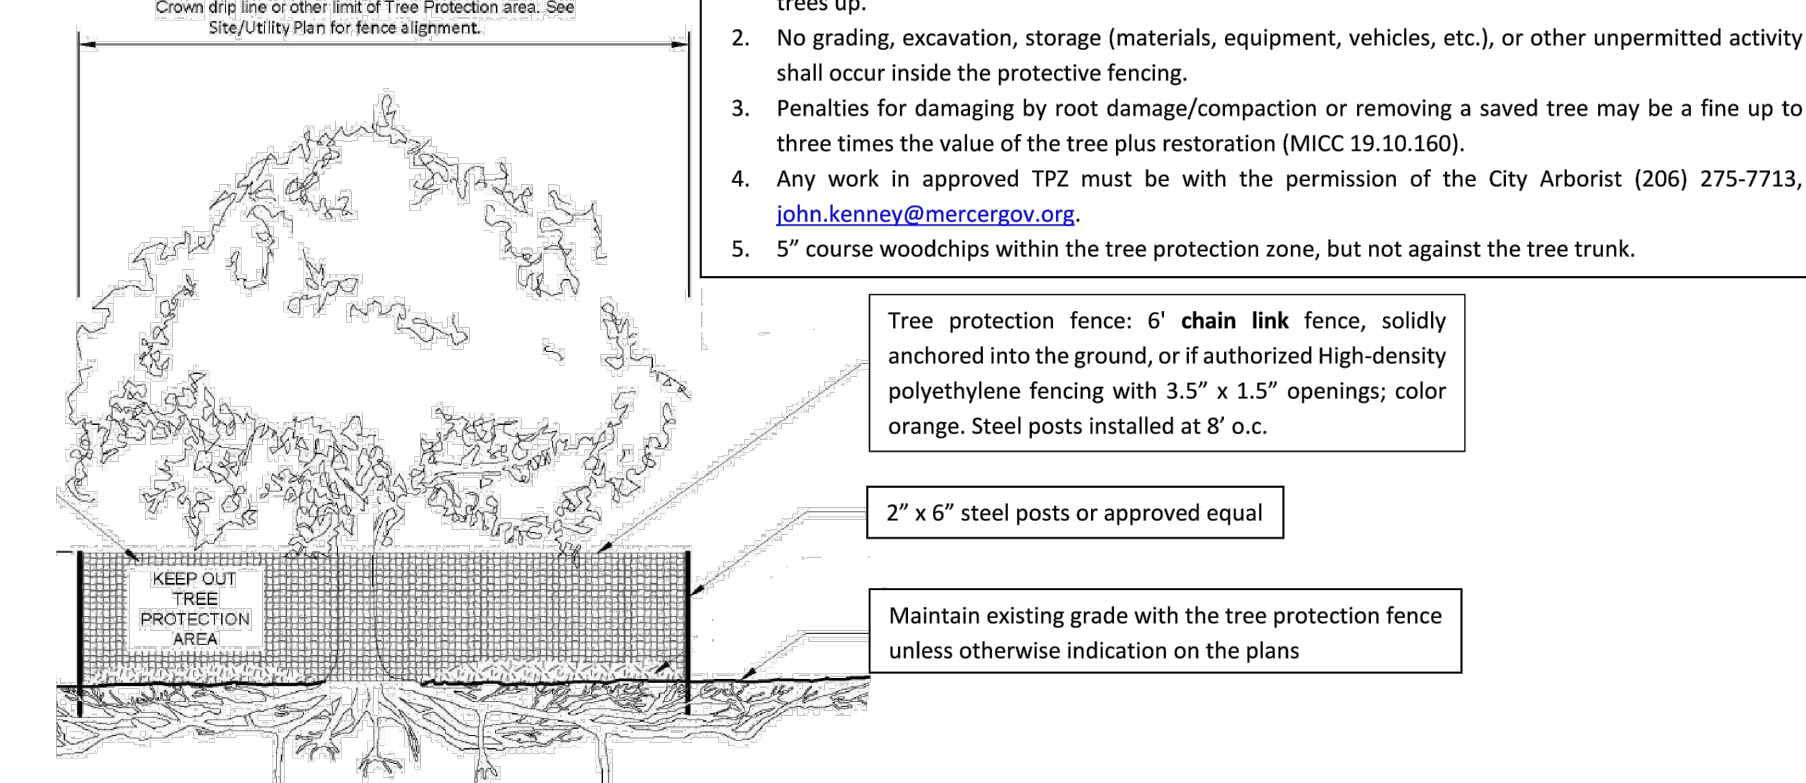 Crown drip line or other limit of Tree Protection area. See
Site/Utility Plan for fence alignment.
trees up.
2. No grading, excavation, storage (materials, equipment, vehicles, etc.), or other unpermitted activity
shall occur inside the protective fencing.
3. Penalties for damaging by root damage/compaction or removing a saved tree may be a fine up to
three times the value of the tree plus restoration (MICC 19.10.160).
4. Any work in approved TPZ must be with the permission of the City Arborist (206) 275-7713,
john.kenney@mercergov.org.
5. 5” course woodchips within the tree protection zone, but not against the tree trunk.
Tree protection fence: 6' chain link fence, solidly
anchored into the ground, or if authorized High-density
polyethylene fencing with 3.5” x 1.5” openings; color
orange. Steel posts installed at 8’ o.c.
2” x 6” steel posts or approved equal
KEEP OUT
TREE
PROTECTION
AREA
Maintain existing grade with the tree protection fence
unless otherwise indication on the plans